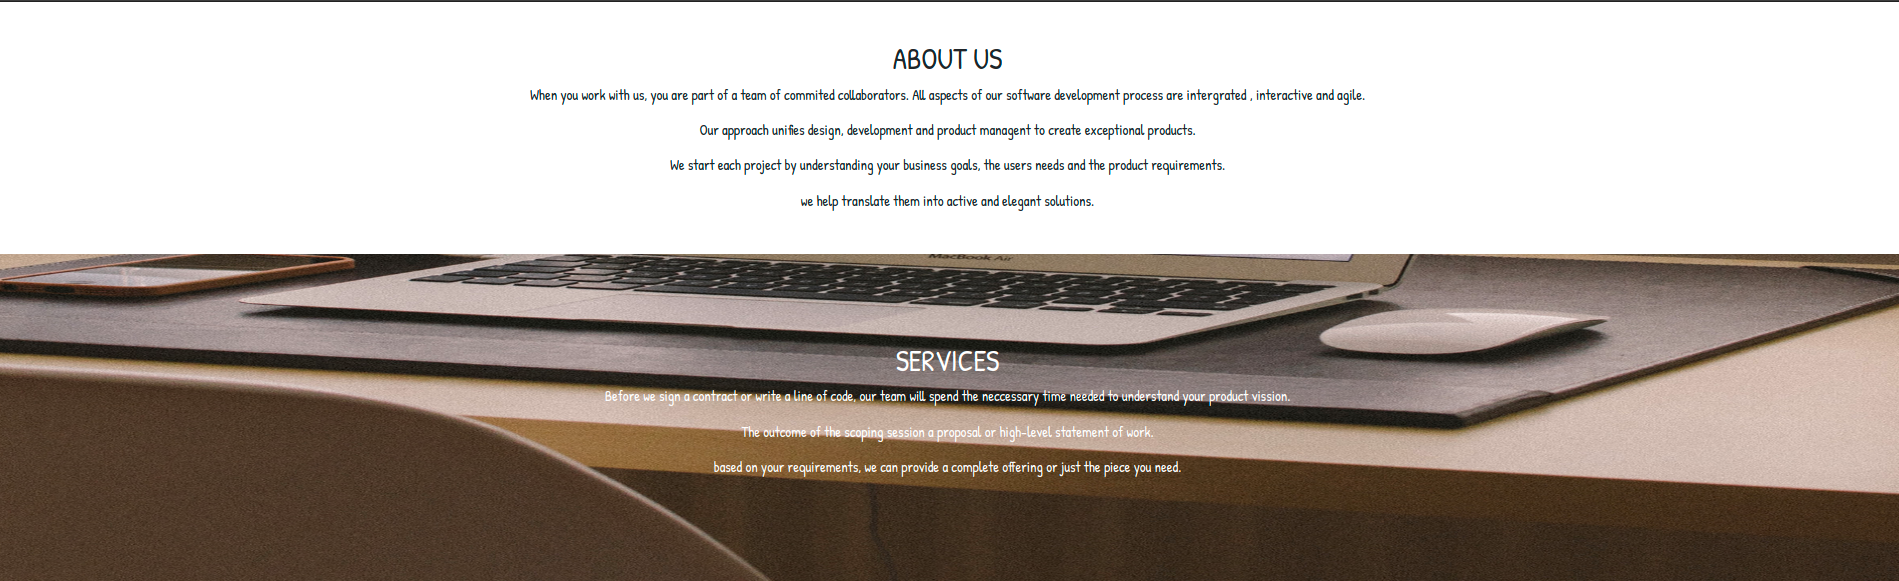 ABOUT US
When you work with us, you are part of a team of commited collaborators. All aspects of our software development process are intergrated , interactive and agile.
Our approach unifies design, development and product managent to create exceptional products.
We start each project by understanding your business goals, the users needs and the product requirements.
we help translate them into active and elegant solutions.
MacBook Air
SERVICES
Before we sign a contract or write a line of code, our team will spend the neccessary time needed to understand your product vission.
The outcome of the scoping session a proposal or high-level statement of work.
based on your requirements, we can provide a complete offering or just the piece you need.